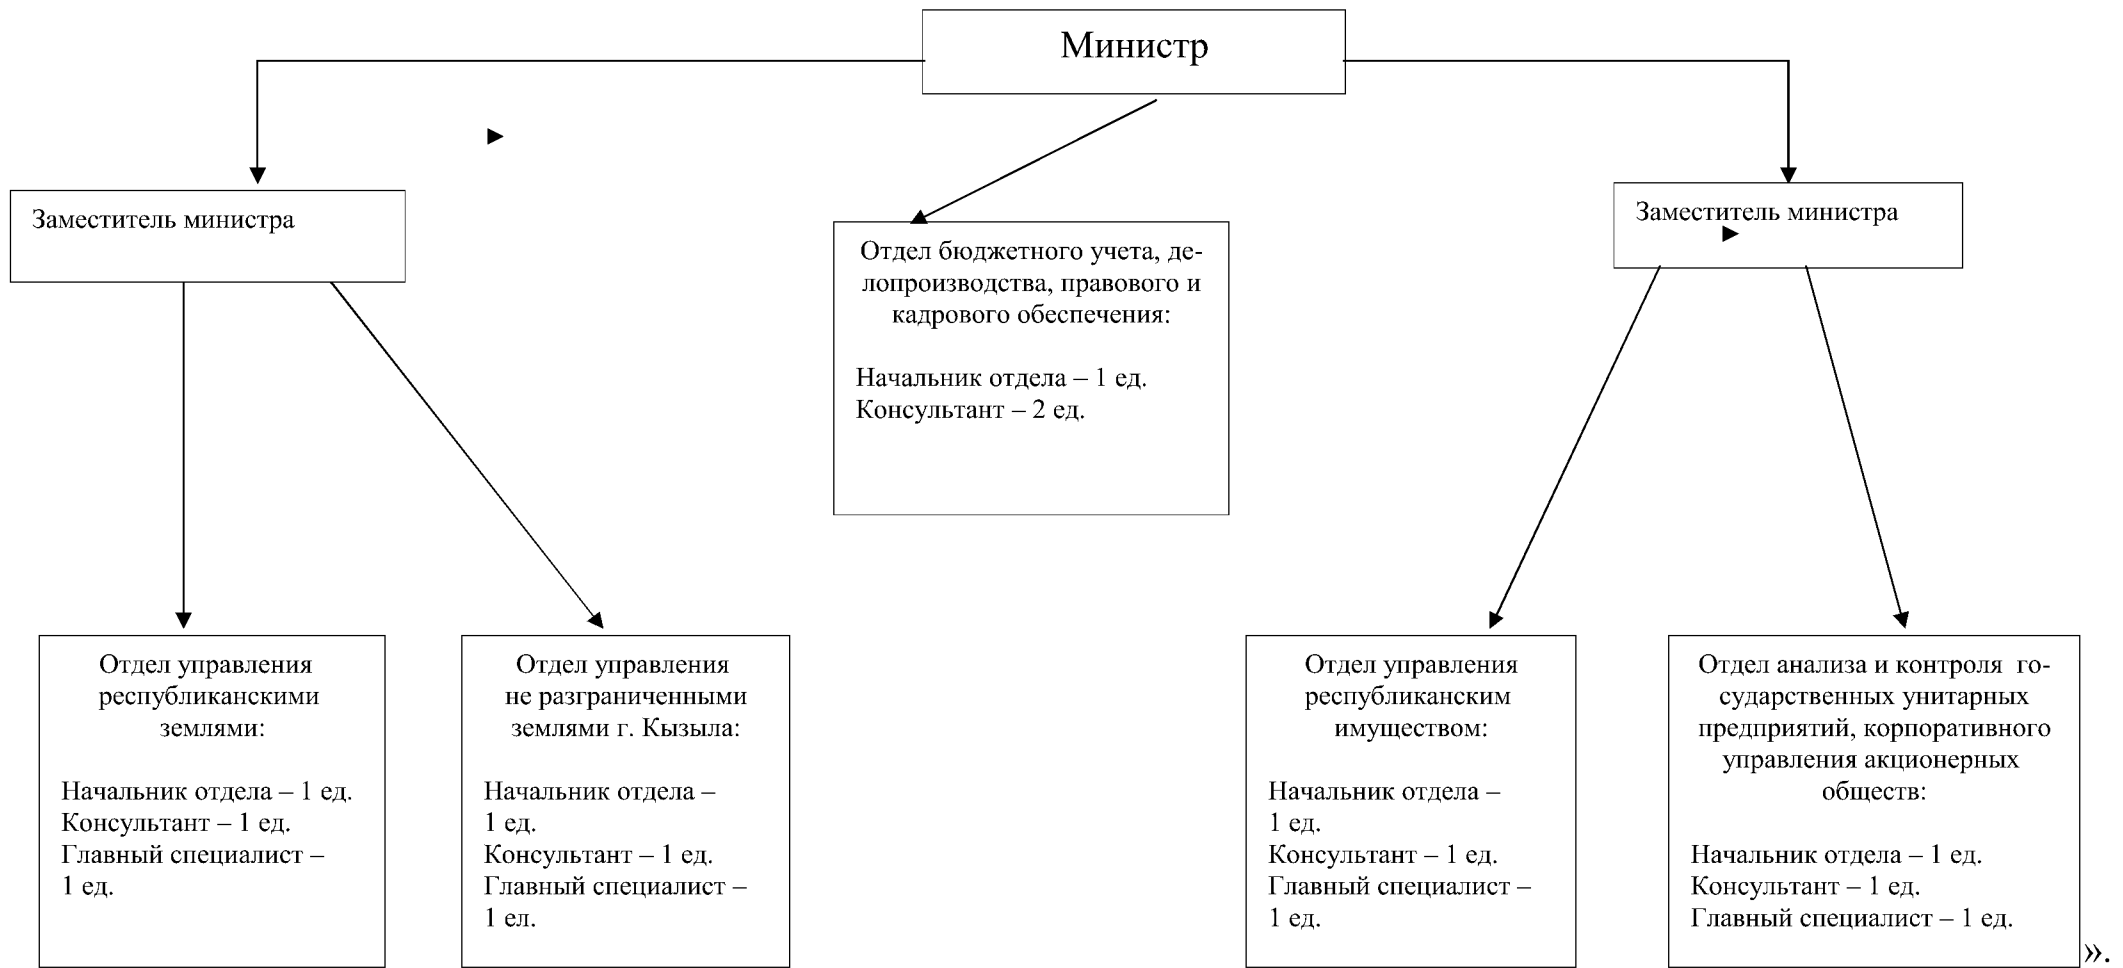 Министр
Заместитель министра
Отдел бюджетного учета, де-
лопроизводства, правового и
кадрового обеспечения:
Начальник отдела – 1 ед.
Консультант – 2 ед.
Заместитель министра
Отдел управления
республиканскими
землями:
Начальник отдела – 1 ед.
Консультант – 1 ед.
Главный специалист –
1 ед.
Отдел управления
не разграниченными
землями г. Кызыла:
Начальник отдела –
1 ед.
Консультант – 1 ед.
Главный специалист –
1 ел.
Отдел управления
республиканским
имуществом:
Начальник отдела –
1 ед.
Консультант – 1 ед.
Главный специалист –
1 ед.
Отдел анализа и контроля го-
сударственных унитарных
предприятий, корпоративного
управления акционерных
обществ:
Начальник отдела – 1 ед.
Консультант – 1 ед.
Главный специалист – 1 ед.
».